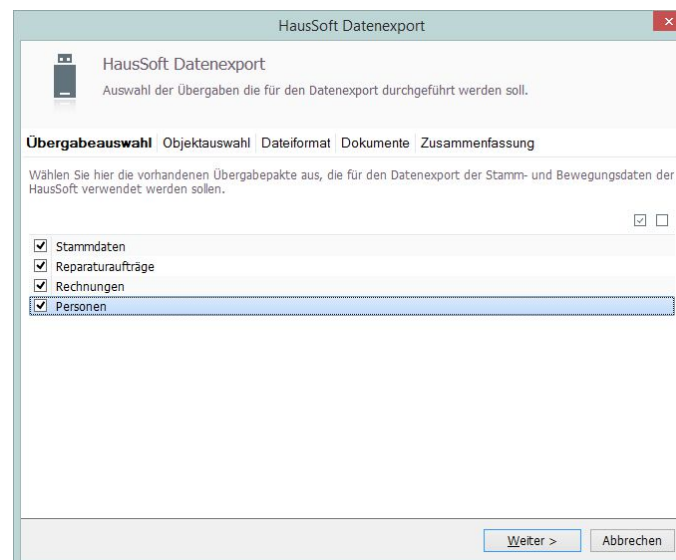 HausSoft Datenexport
HausSoft Datenexport
Auswahl der Übergaben die für den Datenexport durchgeführt werden soll.
Übergabeauswahl Objektauswahl Dateiformat Dokumente Zusammenfassung
Wählen Sie hier die vorhandenen Übergabepakte aus, die für den Datenexport der Stamm- und Bewegungsdaten der
HausSoft verwendet werden sollen.
Stammdaten
Reparaturaufträge
Rechnungen
Personen
Weiter > Abbrechen